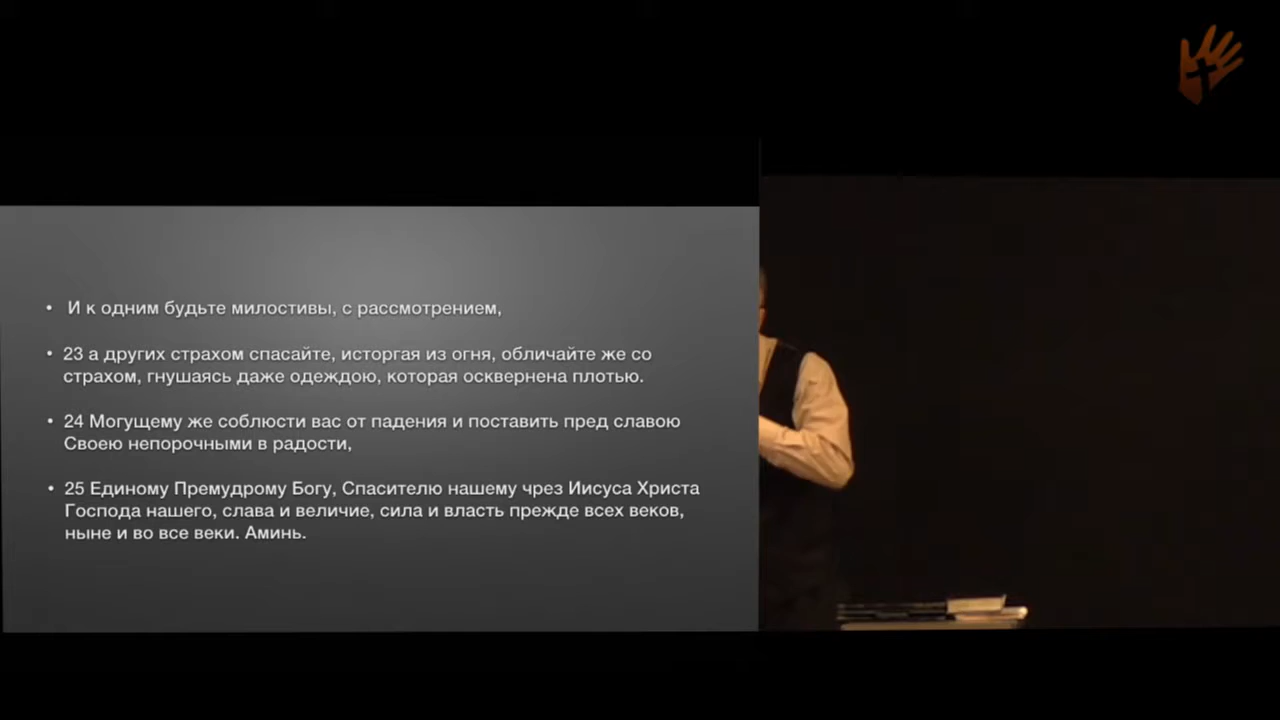 • И к одним будьте милостивы, с рассмотрением,
• 23 а других страхом спасайте, исторгая из огня, обличайте же со
страхом, гнушаясь даже одеждою, которая осквернена плотью.
• 24 Могущему же соблюсти вас от падения и поставить пред славою
Своею непорочными в радости,
• 25 Единому Премудрому Богу, Спасителю нашему чрез Иисуса Христа
Господа нашего, слава и величие, сила и власть прежде всех веков,
ныне и во все веки. Аминь.